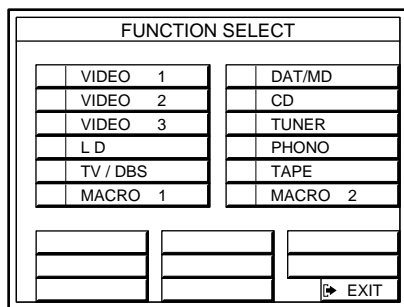 FUNCTION SELECT
VIDEO 1
VIDEO 2
VIDEO 3
L D
TV / DBS
MACRO 1
DAT/MD
CD
TUNER
PHONO
TAPE
MACRO 2
EXIT